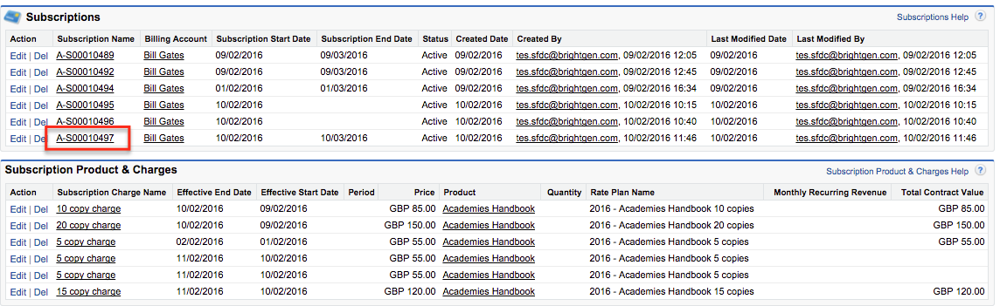 Subscriptions Subscriptions Help ?
Action Subscription Name Billing Account Subscription Start Date Subscription End Date Status Created Date Created By Last Modified Date Last Modified By
Edit | Del A-S00010489 Bill Gates 09/02/2016 09/03/2016 Active 09/02/2016 tes.sfdc@brightgen.com, 09/02/2016 12:05 09/02/2016 tes.sfdc@brightgen.com, 09/02/2016 12:05
Edit | Del A-S00010492 Bill Gates 09/02/2016 09/03/2016 Active 09/02/2016 tes.sfdc@brightgen.com, 09/02/2016 12:45 09/02/2016 tes.sfdc@brightgen.com, 09/02/2016 12:45
Edit | Del A-S00010494 Bill Gates 01/02/2016 01/03/2016 Active 09/02/2016 tes.sfdc@brightgen.com, 09/02/2016 16:34 09/02/2016 tes.sfdc@brightgen.com, 09/02/2016 16:34
Edit | Del A-S00010495 Bill Gates 10/02/2016 Active 10/02/2016 tes.sfdc@brightgen.com, 10/02/2016 10:15 10/02/2016 tes.sfdc@brightgen.com, 10/02/2016 10:15
Edit | Del A-S00010496 Bill Gates 10/02/2016 Active 10/02/2016 tes.sfdc@brightgen.com, 10/02/2016 10:40 10/02/2016 tes.sfdc@brightgen.com, 10/02/2016 10:40
Edit | Del A-S00010497 Bill Gates 10/02/2016 10/03/2016 Active 10/02/2016 tes.sfdc@brightgen.com, 10/02/2016 11:46 10/02/2016 tes.sfdc@brightgen.com, 10/02/2016 11:46
Subscription Product & Charges Subscription Product & Charges Help ?
Action Subscription Charge Name Effective End Date Effective Start Date Period Price Product Quantity Rate Plan Name Monthly Recurring Revenue Total Contract Value
Edit | Del 10 copy charge 10/02/2016 09/02/2016 GBP 85.00 Academies Handbook 2016 - Academies Handbook 10 copies GBP 85.00
Edit | Del 20 copy charge 10/02/2016 09/02/2016 GBP 150.00 Academies Handbook 2016 - Academies Handbook 20 copies GBP 150.00
Edit | Del 5 copy charge 02/02/2016 01/02/2016 GBP 55.00 Academies Handbook 2016 - Academies Handbook 5 copies GBP 55.00
Edit | Del 5 copy charge 11/02/2016 10/02/2016 GBP 55.00 Academies Handbook 2016 - Academies Handbook 5 copies
Edit | Del 5 copy charge 11/02/2016 10/02/2016 GBP 55.00 Academies Handbook 2016 - Academies Handbook 5 copies
Edit | Del 15 copy charge 11/02/2016 10/02/2016 GBP 120.00 Academies Handbook 2016 - Academies Handbook 15 copies GBP 120.00